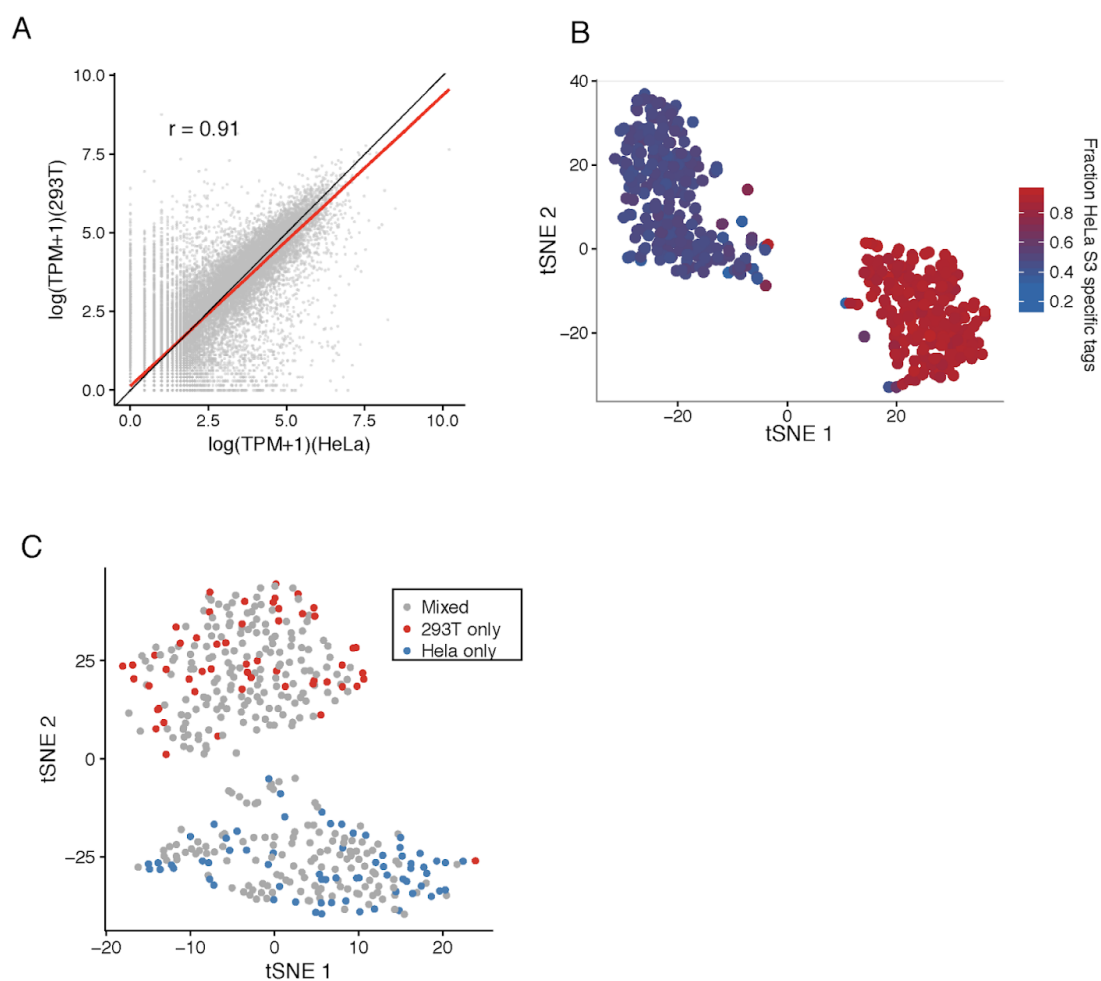 A
10.0
7.5
5.0
2.5
0.0
r = 0.91
log(TPM+1)(293T)
0.0
2.5
5.0
7.5
10.0
log(TPM+1)(HeLa)
B
40
20
0
−20
tSNE 2
−20
0
20
tSNE 1
0.8
0.6
0.4
0.2
Fraction HeLa S3 specific tags
C
25
0
−25
tSNE 2
Mixed
293T only
Hela only
−20
−10
0
10
20
tSNE 1